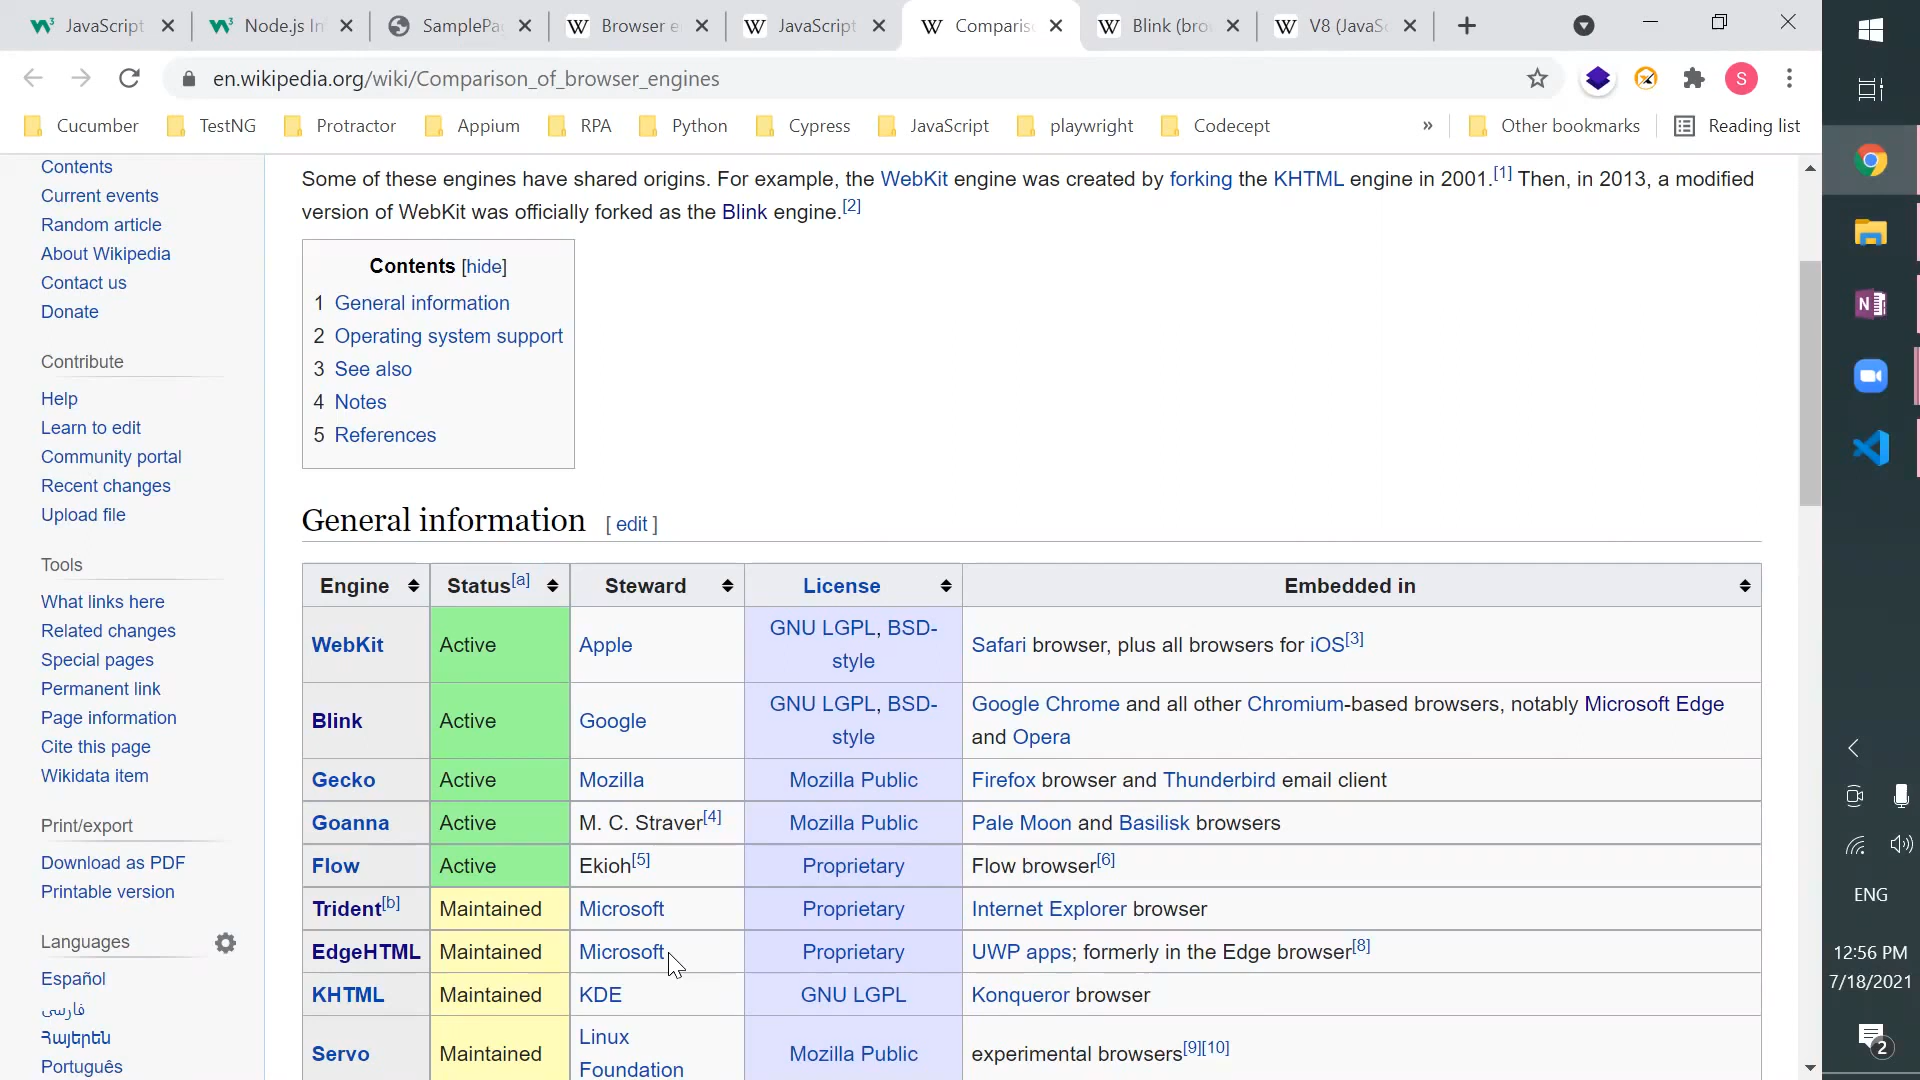 JavaScript
Node.js In
SamplePa
Browser e
JavaScript
Comparis
Blink (bro
V8 (JavaSc
en.wikipedia.org/wiki/Comparison_of_browser_engines
S
Cucumber
TestNG
Protractor
Appium
RPA
Python
Cypress
JavaScript
playwright
Codecept
»
Other bookmarks
Reading list
Contents
Current events
Random article
About Wikipedia
Contact us
Donate
Contribute
Help
Learn to edit
Community portal
Recent changes
Upload file
Tools
What links here
Related changes
Special pages
Permanent link
Page information
Cite this page
Wikidata item
Print/export
Download as PDF
Printable version
Languages
Español
فارسی
Հայերեն
Português
Some of these engines have shared origins. For example, the WebKit engine was created by forking the KHTML engine in 2001.[1] Then, in 2013, a modified
version of WebKit was officially forked as the Blink engine.[2]
Contents [hide]
1 General information
2 Operating system support
3 See also
4 Notes
5 References
General information [ edit ]
Engine Status[a] Steward License Embedded in
WebKit Active Apple GNU LGPL, BSD-style Safari browser, plus all browsers for iOS[3]
Blink Active Google GNU LGPL, BSD-style Google Chrome and all other Chromium-based browsers, notably Microsoft Edge
and Opera
Gecko Active Mozilla Mozilla Public Firefox browser and Thunderbird email client
Goanna Active M. C. Straver[4] Mozilla Public Pale Moon and Basilisk browsers
Flow Active Ekioh[5] Proprietary Flow browser[6]
Trident[b] Maintained Microsoft Proprietary Internet Explorer browser
EdgeHTML Maintained Microsoft Proprietary UWP apps; formerly in the Edge browser[8]
KHTML Maintained KDE GNU LGPL Konqueror browser
Servo Maintained Linux Foundation Mozilla Public experimental browsers[9][10]
ENG
12:56 PM
7/18/2021
2